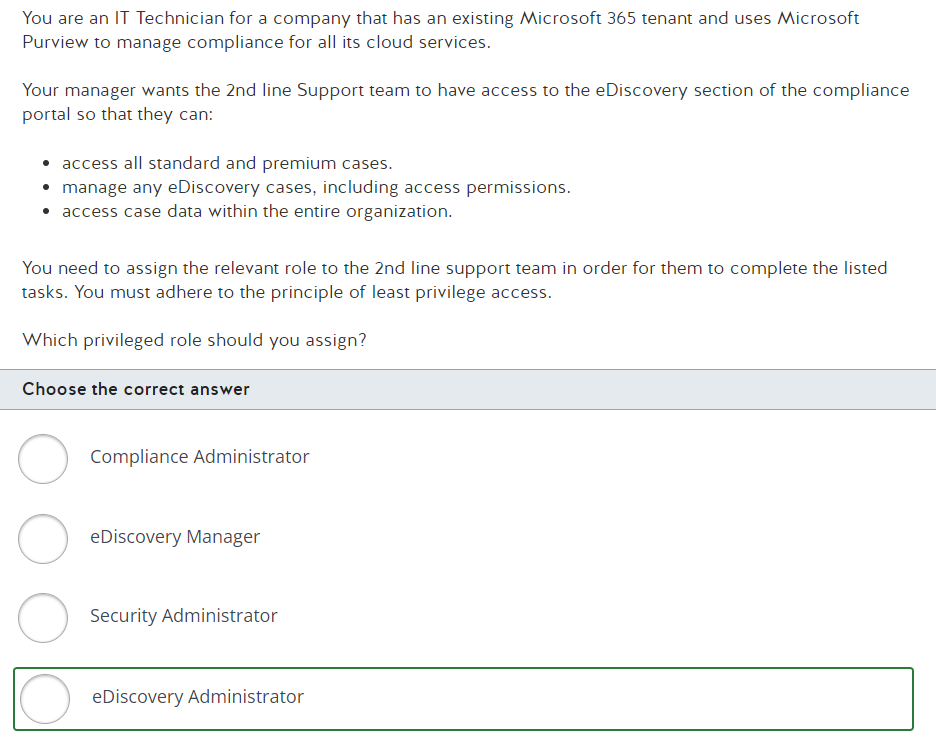 You are an IT Technician for a company that has an existing Microsoft 365 tenant and uses Microsoft
Purview to manage compliance for all its cloud services.
Your manager wants the 2nd line Support team to have access to the eDiscovery section of the compliance
portal so that they can:
• access all standard and premium cases.
• manage any eDiscovery cases, including access permissions.
• access case data within the entire organization.
You need to assign the relevant role to the 2nd line support team in order for them to complete the listed
tasks. You must adhere to the principle of least privilege access.
Which privileged role should you assign?
Choose the correct answer
Compliance Administrator
eDiscovery Manager
Security Administrator
eDiscovery Administrator